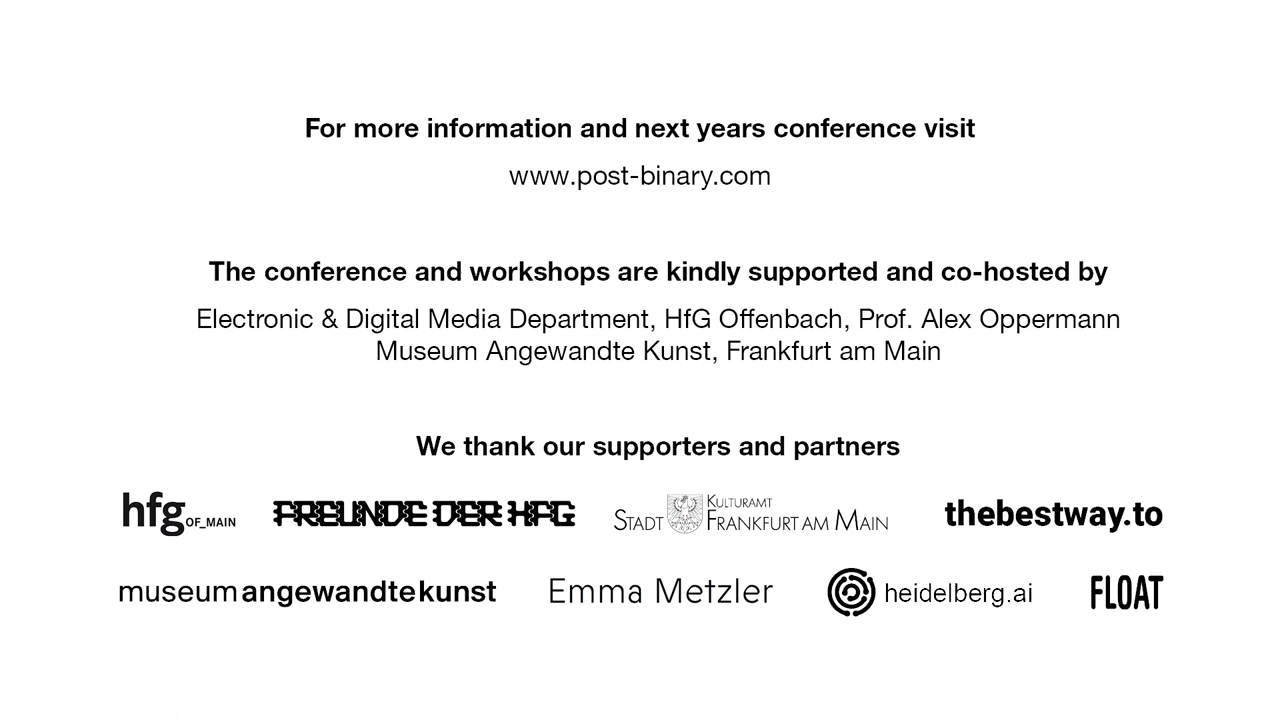 For more information and next years conference visit
www.post-binary.com
The conference and workshops are kindly supported and co-hosted by
Electronic & Digital Media Department, HfG Offenbach, Prof. Alex Oppermann
Museum Angewandte Kunst, Frankfurt am Main
We thank our supporters and partners
hfg OF_MAIN
FREUNDE DER HFG
KULTURAMT
STADT FRANKFURT AM MAIN
thebestway.to
museumangewandtekunst
Emma Metzler
heidelberg.ai
FLOAT